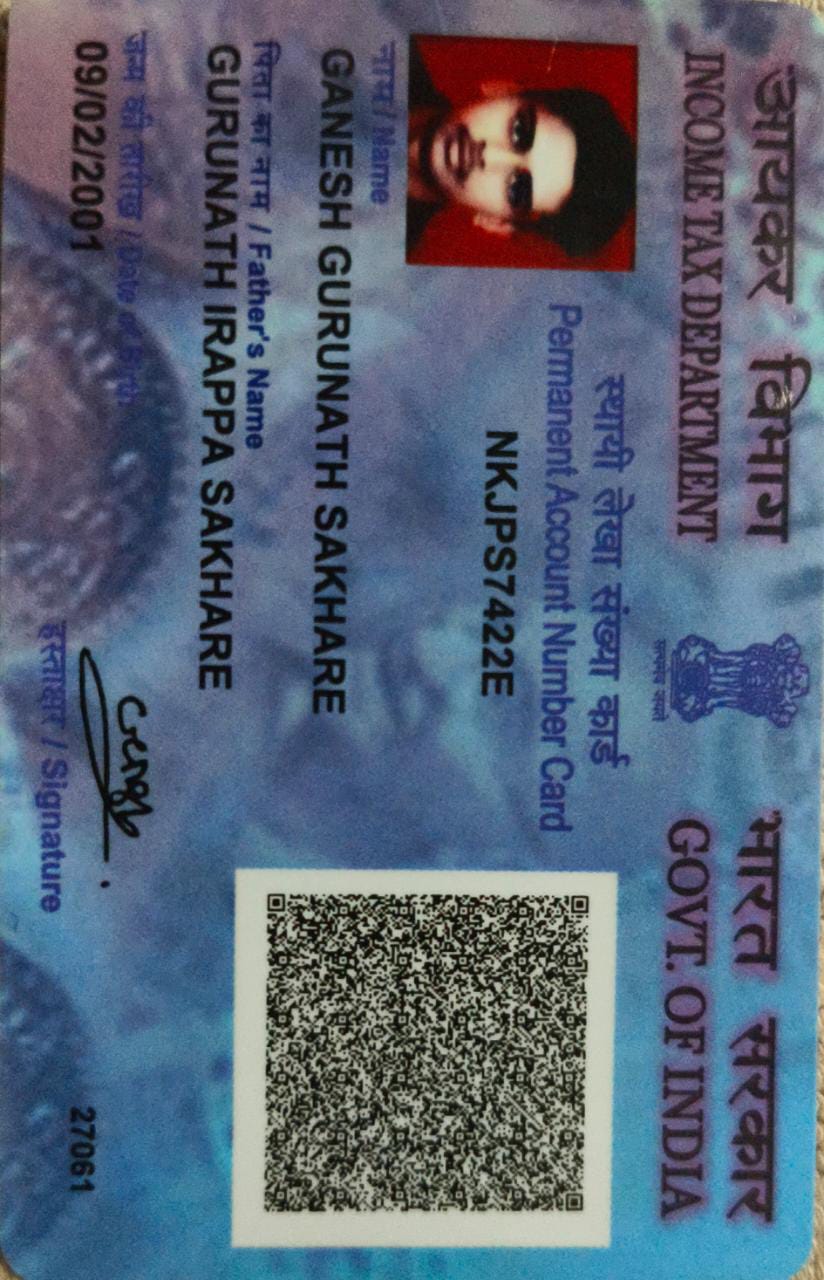 आयकर विभाग
INCOME TAX DEPARTMENT
सत्यमेव जयते
भारत सरकार
GOVT. OF INDIA
स्थायी लेखा संख्या कार्ड
Permanent Account Number Card
NKJPS7422E
नाम / Name
GANESH GURUNATH SAKHARE
पिता का नाम / Father's Name
GURUNATH IRAPPA SAKHARE
जन्म की तारीख / Date of Birth
09/02/2001
हस्ताक्षर / Signature
27061